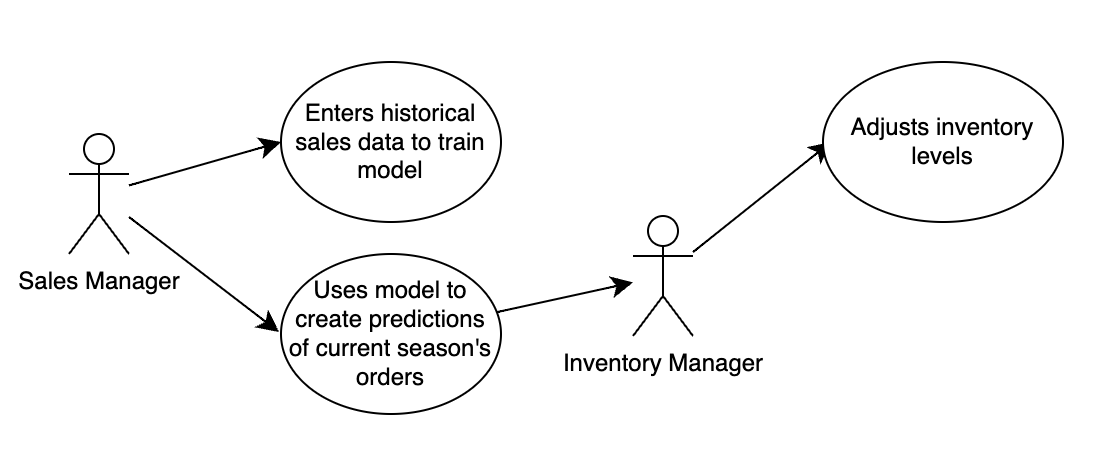 Enters historical
sales data to train
model
Sales Manager
Uses model to
create predictions
of current season's
orders
Inventory Manager
Adjusts inventory
levels